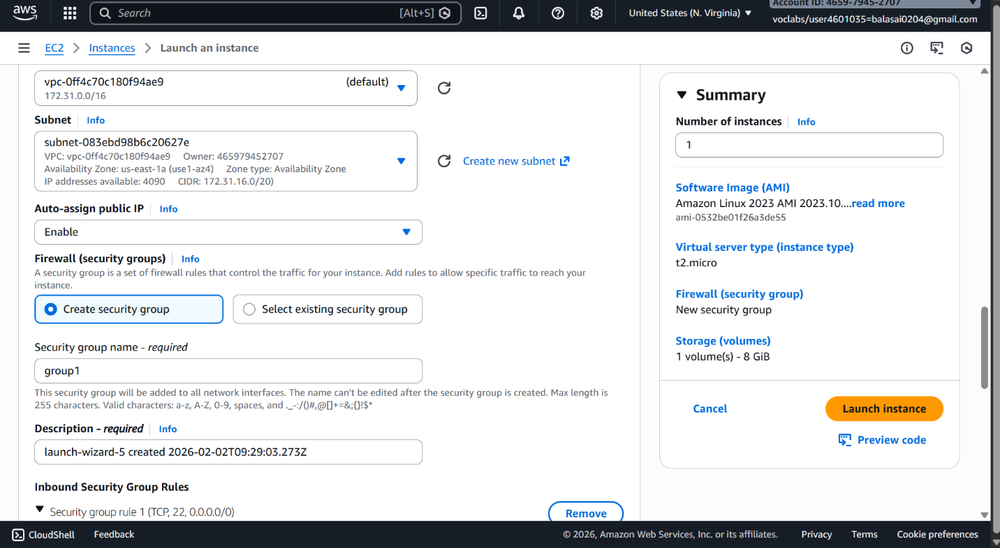 aws
Search [Alt+S]
United States (N. Virginia)
Account ID: 4659-7945-2707
voclabs/user4601035=balasai0204@gmail.com
EC2 Instances Launch an instance
vpc-0ff4c70c180f94ae9 (default)
172.31.0.0/16
Subnet Info
subnet-083ebd98b6c20627e
VPC: vpc-0ff4c70c180f94ae9 Owner: 465979452707
Availability Zone: us-east-1a (use1-az4) Zone type: Availability Zone
IP addresses available: 4090 CIDR: 172.31.16.0/20)
Create new subnet
Auto-assign public IP Info
Enable
Firewall (security groups) Info
A security group is a set of firewall rules that control the traffic for your instance. Add rules to allow specific traffic to reach your
instance.
Create security group
Select existing security group
Security group name - required
group1
This security group will be added to all network interfaces. The name can't be edited after the security group is created. Max length is
255 characters. Valid characters: a-z, A-Z, 0-9, spaces, and ._-:/()#,@[]+=&;{}!$*
Description - required Info
launch-wizard-5 created 2026-02-02T09:29:03.273Z
Inbound Security Group Rules
Security group rule 1 (TCP, 22, 0.0.0.0/0)
Remove
Summary
Number of instances Info
1
Software Image (AMI)
Amazon Linux 2023 AMI 2023.10....read more
ami-0532be01f26a3de55
Virtual server type (instance type)
t2.micro
Firewall (security group)
New security group
Storage (volumes)
1 volume(s) - 8 GiB
Cancel
Launch instance
Preview code
CloudShell Feedback
© 2026, Amazon Web Services, Inc. or its affiliates. Privacy Terms Cookie preferences